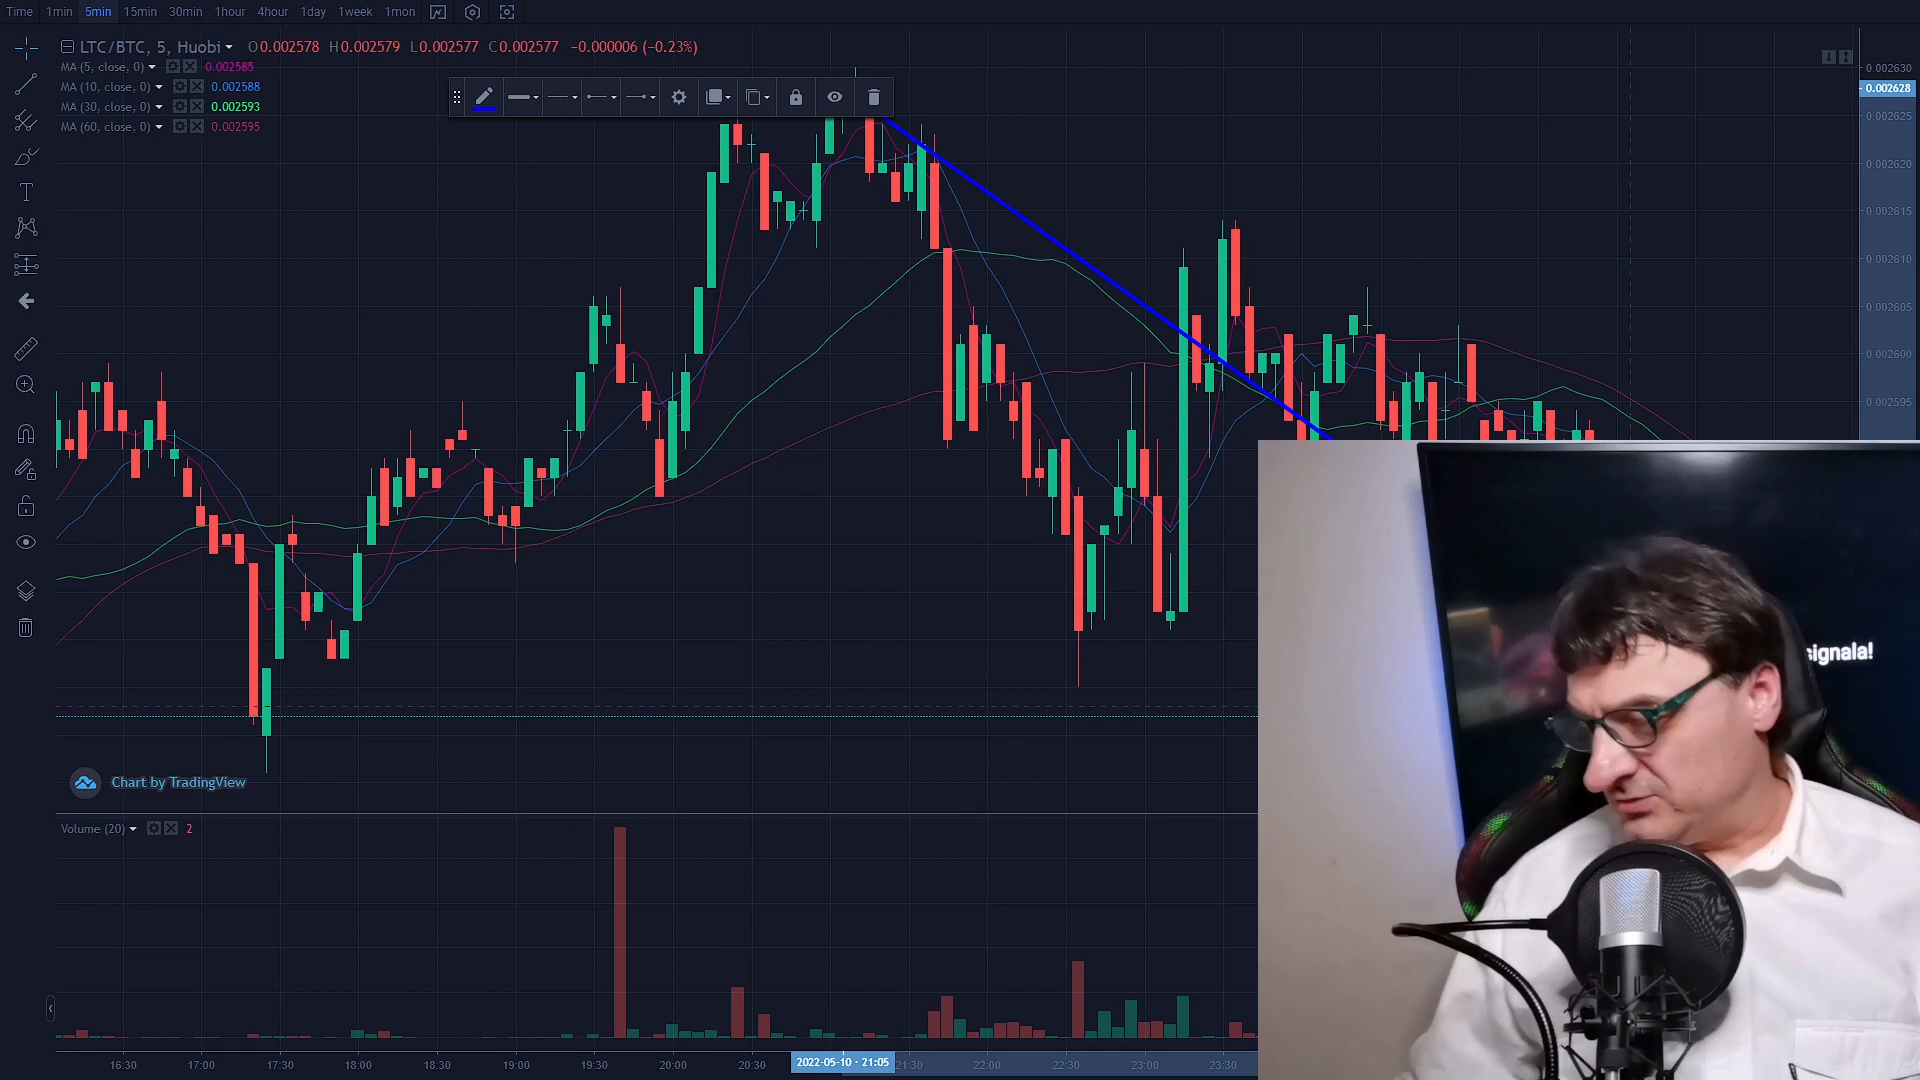 Time 1min 5min 15min 30min 1hour 4hour 1day 1week 1mon
LTC/BTC, 5, Huobi O0.002578 H0.002579 L0.002577 C0.002577 −0.000006 (−0.23%)
MA (5, close, 0) 0.002585
MA (10, close, 0) 0.002588
MA (30, close, 0) 0.002593
MA (60, close, 0) 0.002595
0.002630
0.002628
0.002625
0.002620
0.002615
0.002610
0.002605
0.002600
0.002595
signala!
Chart by TradingView
Volume (20) 2
16:30 17:00 17:30 18:00 18:30 19:00 19:30 20:00 20:30 2022-05-10 - 21:05 21:30 22:00 22:30 23:00 23:30